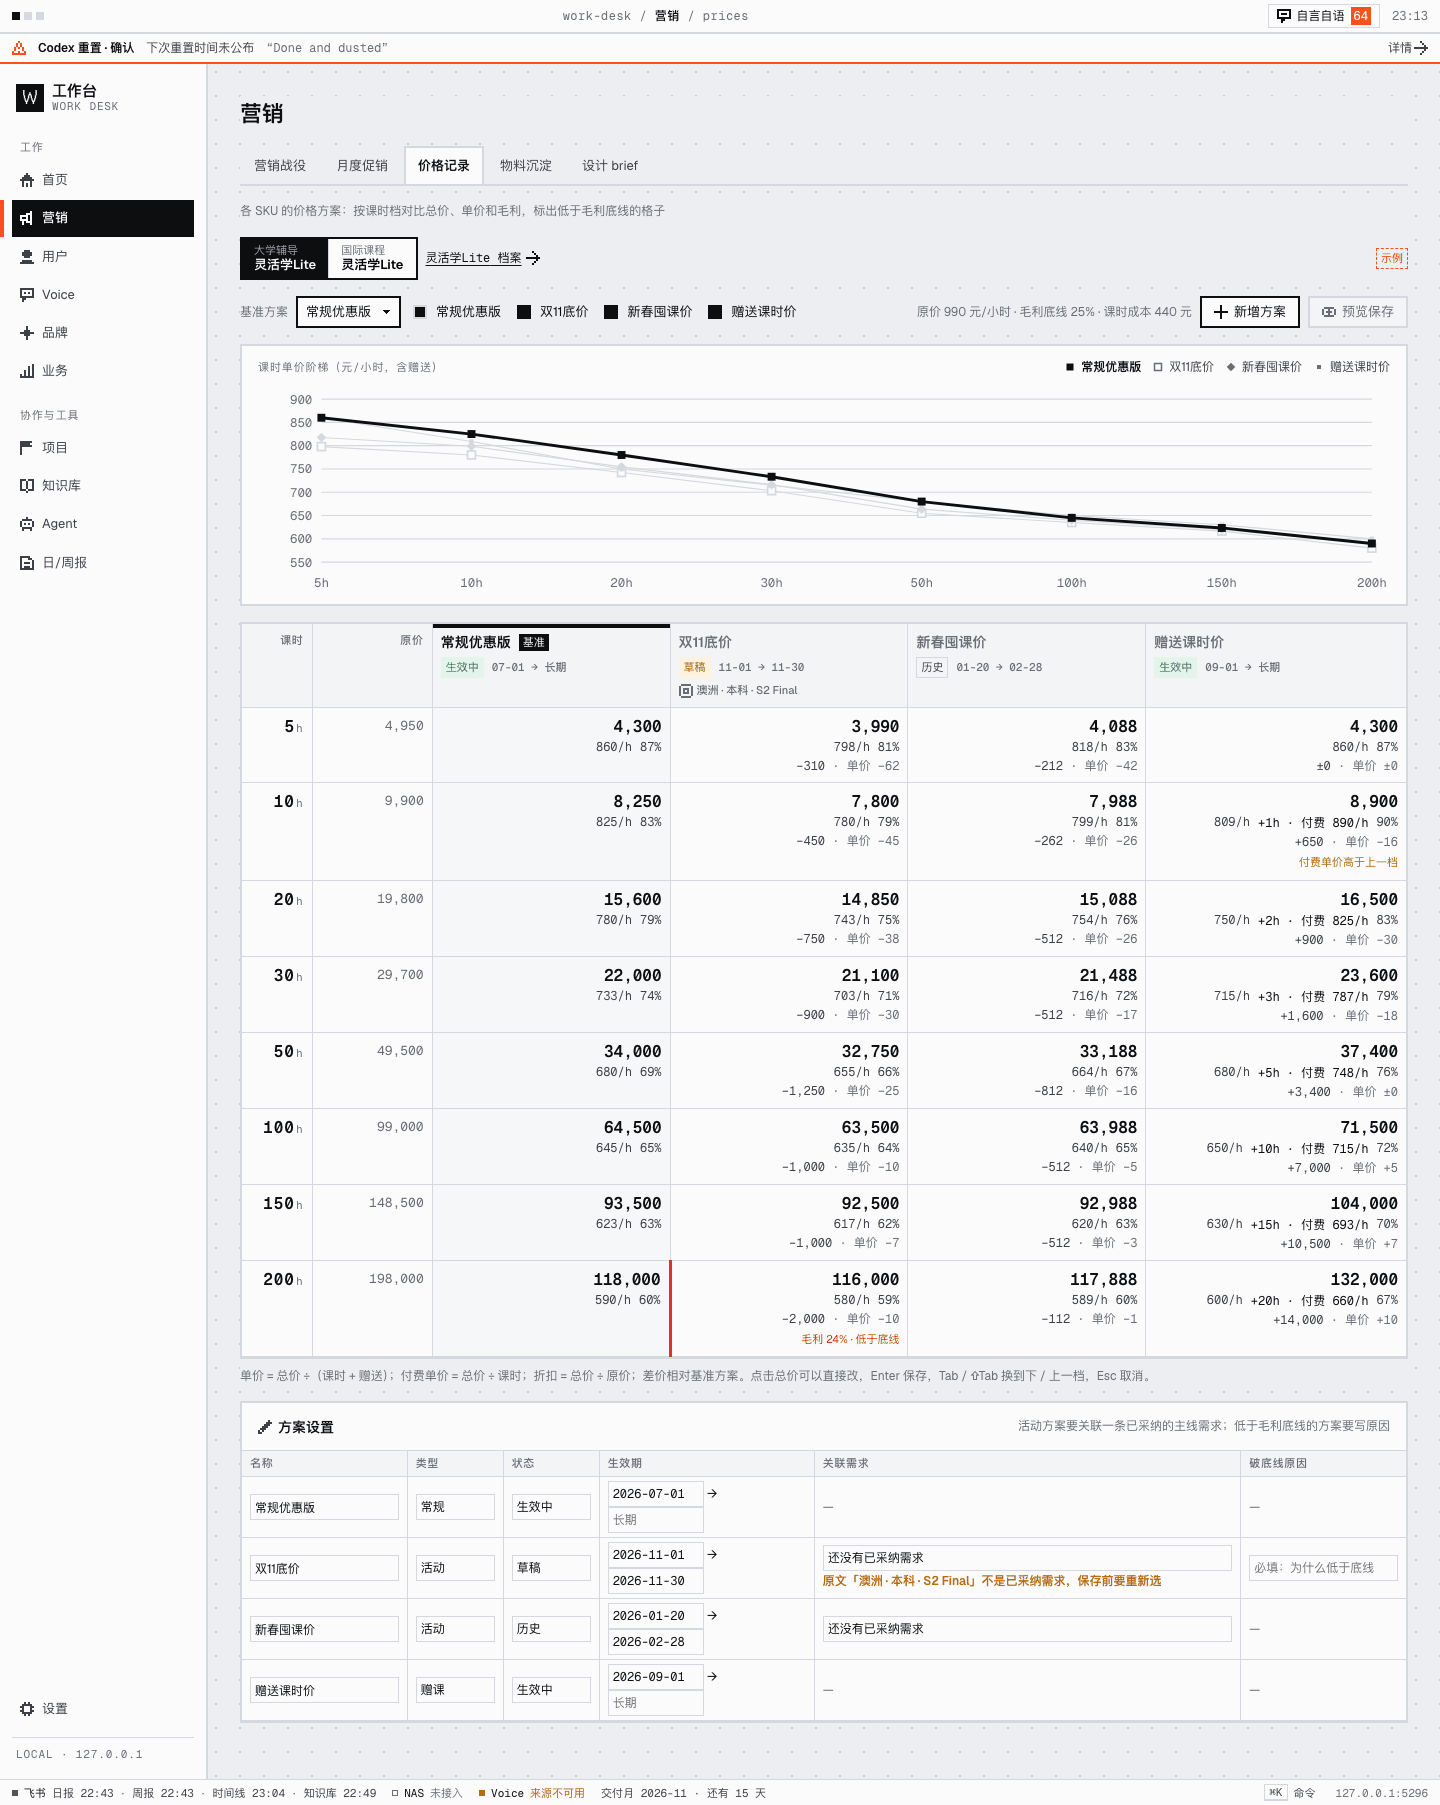 work-desk / 营销 / prices
自言自语 64
23:13
Codex 重置 · 确认 下次重置时间未公布 “Done and dusted”
详情
W 工作台
WORK DESK
工作
首页
营销
用户
Voice
品牌
业务
协作与工具
项目
知识库
Agent
日/周报
设置
LOCAL · 127.0.0.1
营销
营销战役 月度促销 价格记录 物料沉淀 设计 brief
各 SKU 的价格方案：按课时档对比总价、单价和毛利，标出低于毛利底线的格子
大学辅导 国际课程
灵活学Lite 灵活学Lite 灵活学Lite 档案
示例
基准方案 常规优惠版 常规优惠版 双11底价 新春囤课价 赠送课时价 原价 990 元/小时 · 毛利底线 25% · 课时成本 440 元 新增方案 预览保存
课时单价阶梯（元/小时，含赠送） 常规优惠版 双11底价 新春囤课价 赠送课时价
900
850
800
750
700
650
600
550
5h 10h 20h 30h 50h 100h 150h 200h
课时 原价 常规优惠版 基准 双11底价 新春囤课价 赠送课时价
生效中 07-01 → 长期 草稿 11-01 → 11-30 历史 01-20 → 02-28 生效中 09-01 → 长期
澳洲 · 本科 · S2 Final
5h 4,950 4,300 3,990 4,088 4,300
860/h 87% 798/h 81% 818/h 83% 860/h 87%
−310 · 单价 −62 −212 · 单价 −42 ±0 · 单价 ±0
10h 9,900 8,250 7,800 7,988 8,900
825/h 83% 780/h 79% 799/h 81% 809/h +1h · 付费 890/h 90%
−450 · 单价 −45 −262 · 单价 −26 +650 · 单价 −16
付费单价高于上一档
20h 19,800 15,600 14,850 15,088 16,500
780/h 79% 743/h 75% 754/h 76% 750/h +2h · 付费 825/h 83%
−750 · 单价 −38 −512 · 单价 −26 +900 · 单价 −30
30h 29,700 22,000 21,100 21,488 23,600
733/h 74% 703/h 71% 716/h 72% 715/h +3h · 付费 787/h 79%
−900 · 单价 −30 −512 · 单价 −17 +1,600 · 单价 −18
50h 49,500 34,000 32,750 33,188 37,400
680/h 69% 655/h 66% 664/h 67% 680/h +5h · 付费 748/h 76%
−1,250 · 单价 −25 −812 · 单价 −16 +3,400 · 单价 ±0
100h 99,000 64,500 63,500 63,988 71,500
645/h 65% 635/h 64% 640/h 65% 650/h +10h · 付费 715/h 72%
−1,000 · 单价 −10 −512 · 单价 −5 +7,000 · 单价 +5
150h 148,500 93,500 92,500 92,988 104,000
623/h 63% 617/h 62% 620/h 63% 630/h +15h · 付费 693/h 70%
−1,000 · 单价 −7 −512 · 单价 −3 +10,500 · 单价 +7
200h 198,000 118,000 116,000 117,888 132,000
590/h 60% 580/h 59% 589/h 60% 600/h +20h · 付费 660/h 67%
−2,000 · 单价 −10 −112 · 单价 −1 +14,000 · 单价 +10
毛利 24% · 低于底线
单价 = 总价 ÷（课时 + 赠送）；付费单价 = 总价 ÷ 课时；折扣 = 总价 ÷ 原价；差价相对基准方案。点击总价可以直接改，Enter 保存，Tab / ⇧Tab 换到下 / 上一档，Esc 取消。
方案设置 活动方案要关联一条已采纳的主线需求；低于毛利底线的方案要写原因
名称 类型 状态 生效期 关联需求 破底线原因
常规优惠版 常规 生效中 2026-07-01 → 长期 — —
双11底价 活动 草稿 2026-11-01 → 2026-11-30 还没有已采纳需求 必填：为什么低于底线
原文「澳洲 · 本科 · S2 Final」不是已采纳需求，保存前要重新选
新春囤课价 活动 历史 2026-01-20 → 2026-02-28 还没有已采纳需求 —
赠送课时价 赠课 生效中 2026-09-01 → 长期 — —
飞书 日报 22:43 · 周报 22:43 · 时间线 23:04 · 知识库 22:49 NAS 未接入 Voice 来源不可用 交付月 2026-11 · 还有 15 天 ⌘K 命令 127.0.0.1:5296